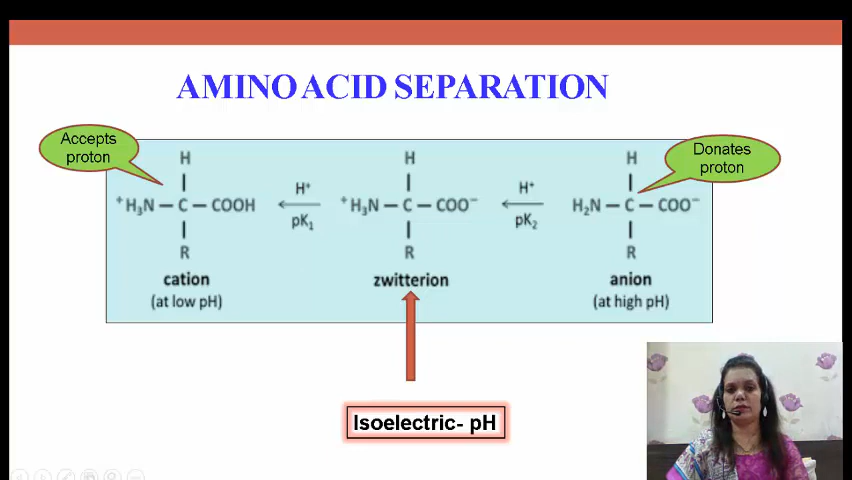 AMINO ACID SEPARATION
Accepts
proton
Donates
proton
H
H
H
⁺H₃N – C – COOH
H⁺
pK₁
⁺H₃N – C – COO⁻
H⁺
pK₂
H₂N – C – COO⁻
R
R
R
cation
(at low pH)
zwitterion
anion
(at high pH)
Isoelectric- pH